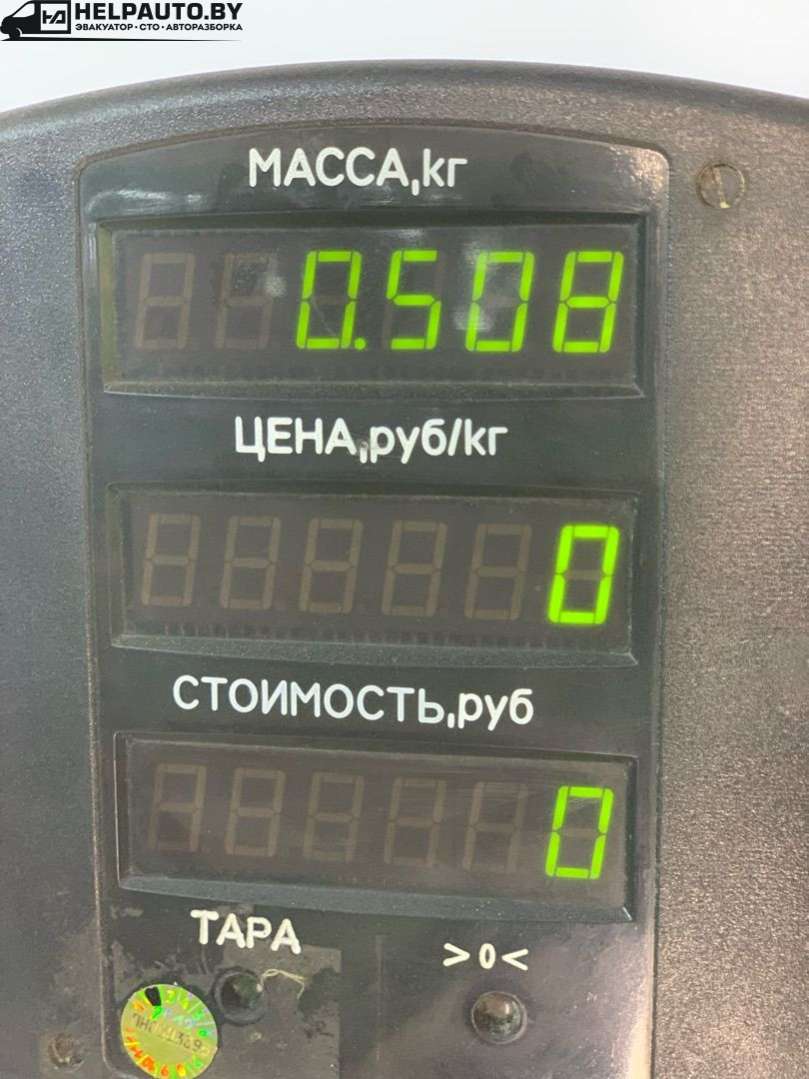 HELPAUTO.BY
ЭВАКУАТОР • СТО • АВТОРАЗБОРКА
МАССА,кг
0.508
ЦЕНА,руб/кг
0
СТОИМОСТЬ,руб
0
ТАРА
>0<